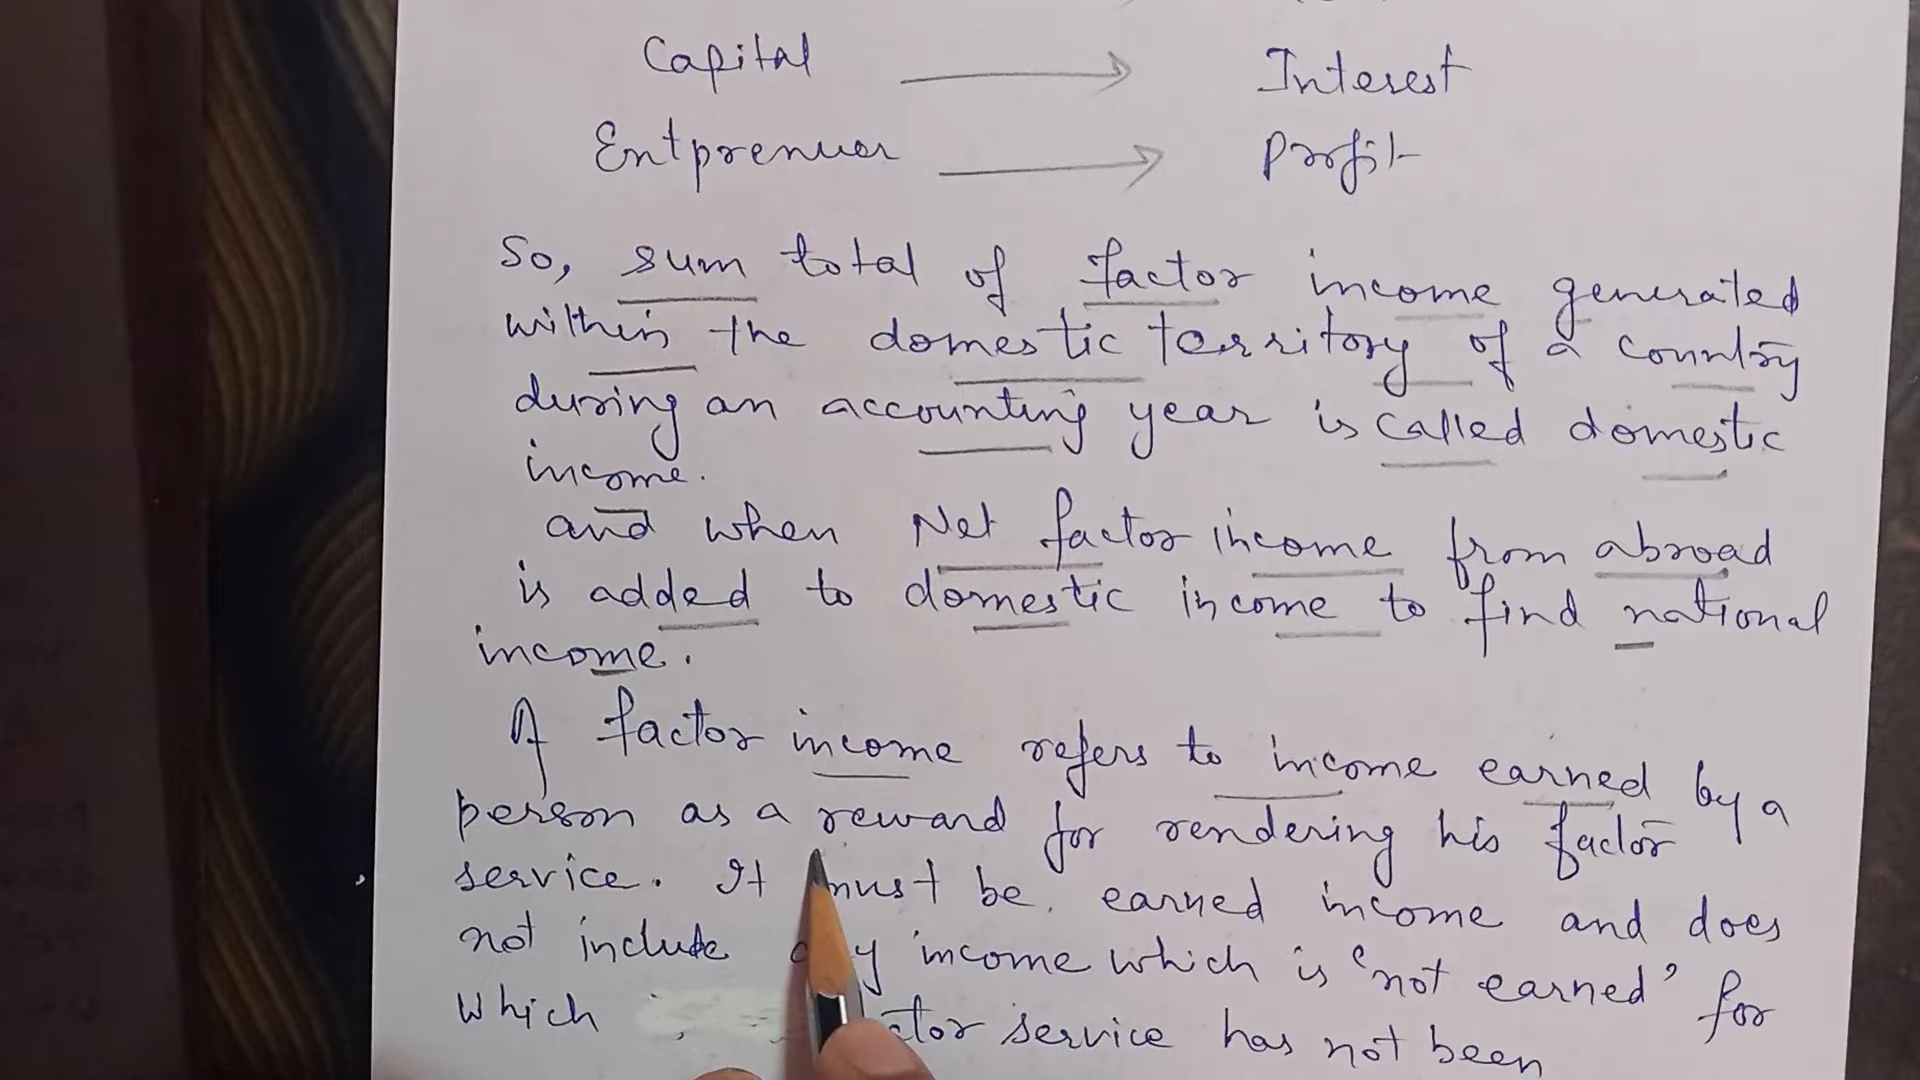 Capital → Interest
Entprenuer → Profit
So, sum total of factor income generated
within the domestic territory of a country
during an accounting year is called domestic
income.
and when Net factor income from abroad
is added to domestic income to find national
income.
A factor income refers to income earned by a
person as a reward for rendering his factor
service. It must be earned income and does
not include any income which is 'not earned' for
which factor service has not been